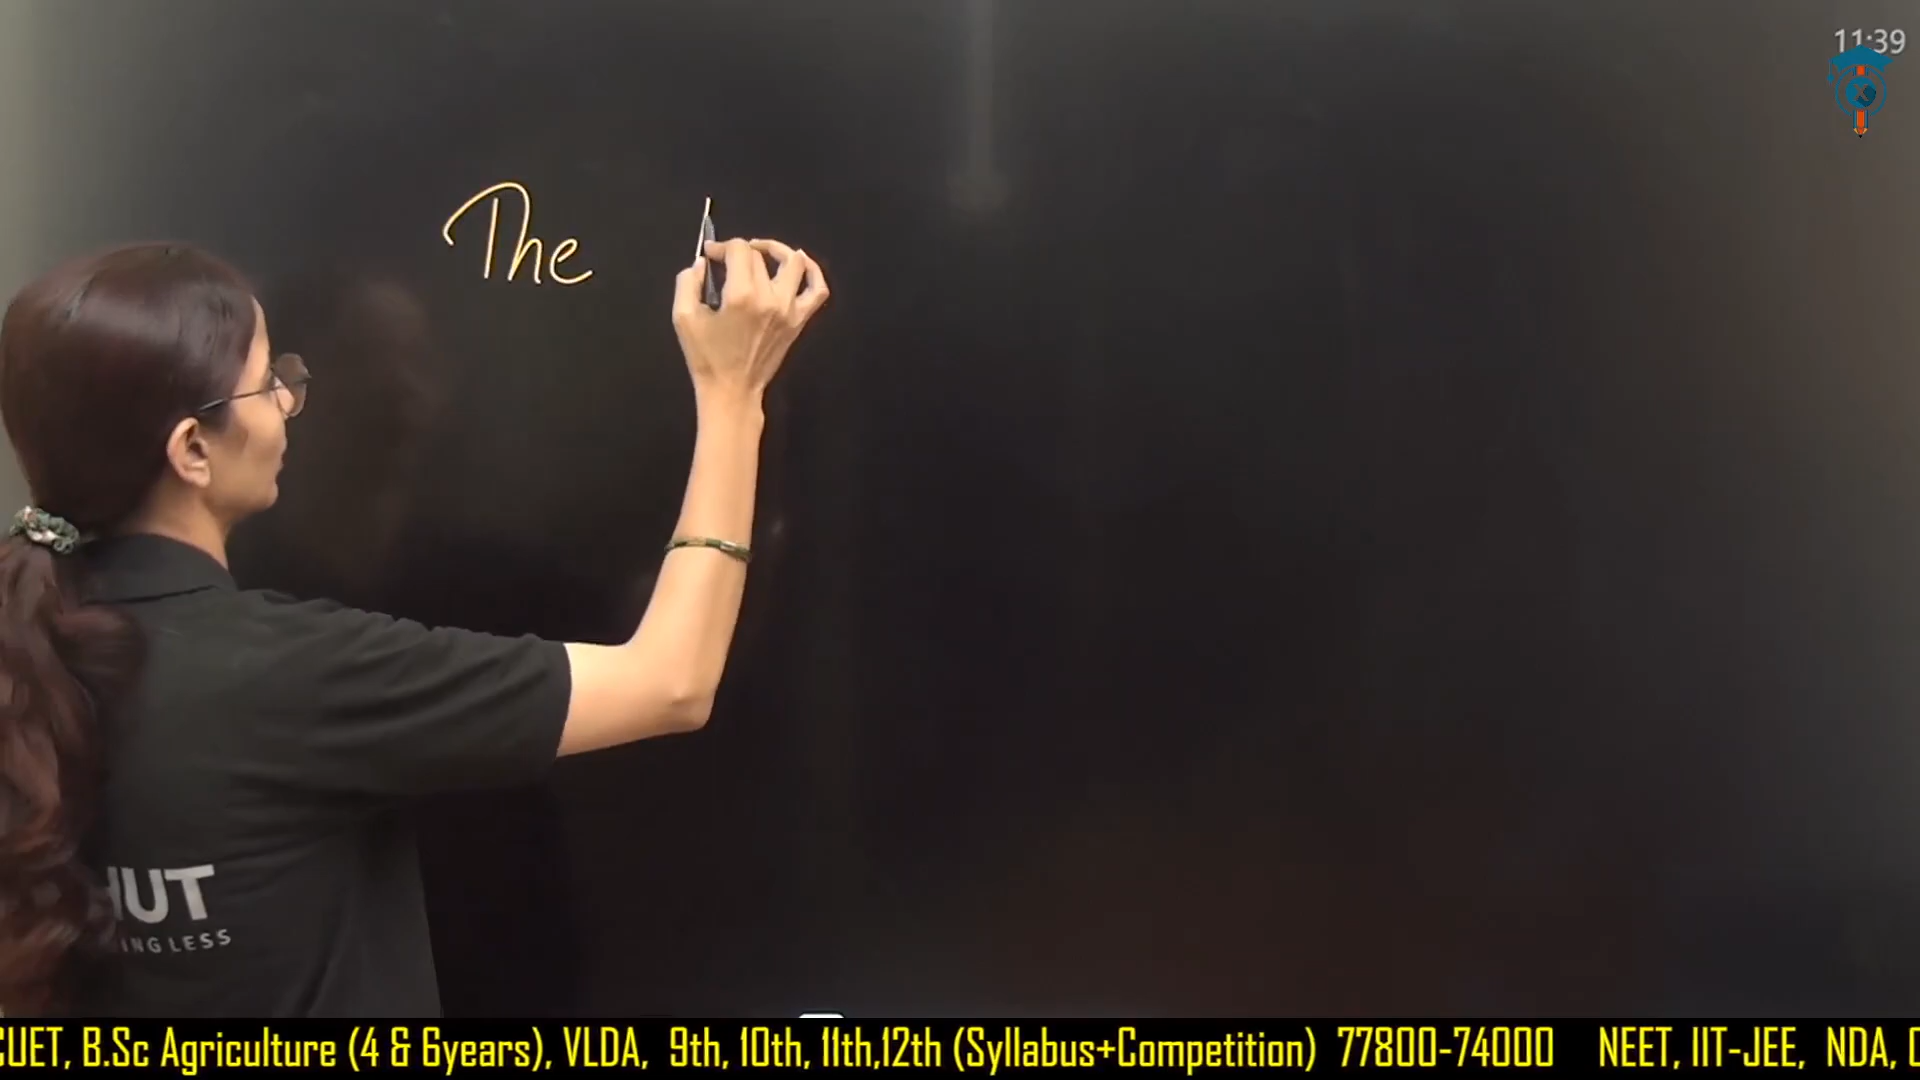 11:39
The
HUT
ING LESS
CUET, B.Sc Agriculture (4 & 6years), VLDA, 9th, 10th, 11th,12th (Syllabus+Competition) 77800-74000 NEET, IIT-JEE, NDA,